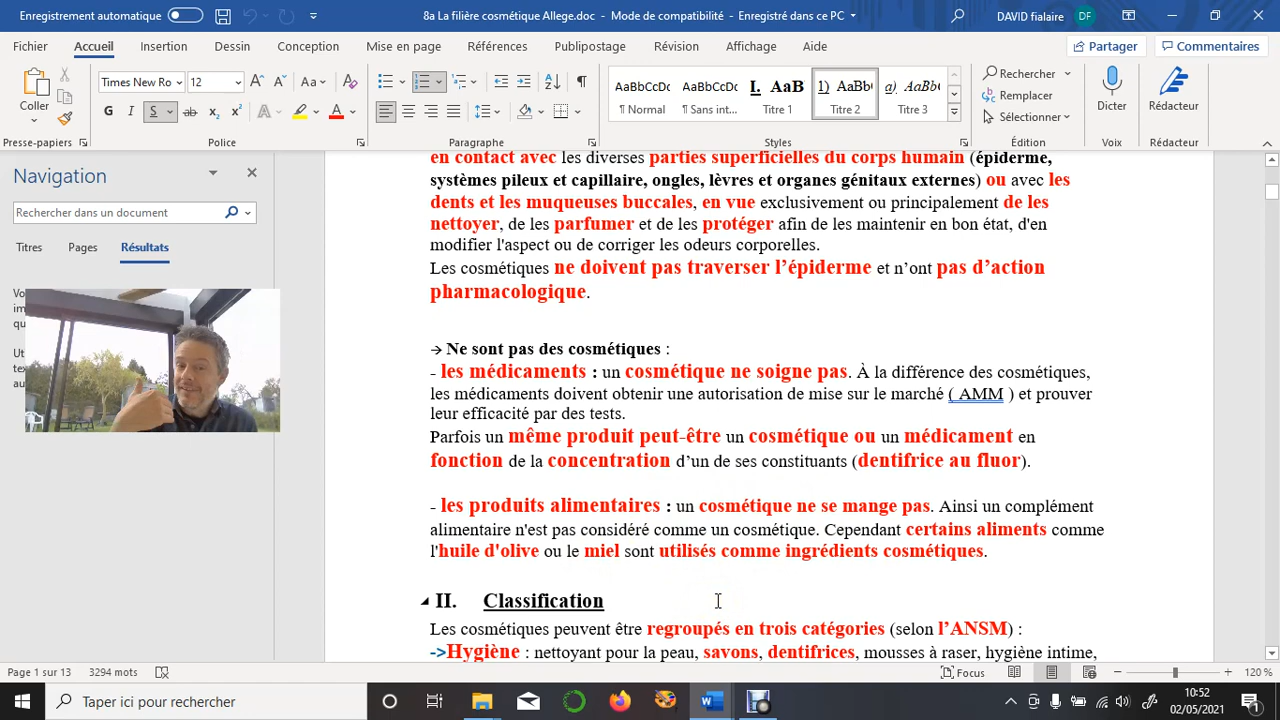 Enregistrement automatique
8a La filière cosmétique Allege.doc - Mode de compatibilité - Enregistré dans ce PC
DAVID fialaire DF
Fichier Accueil Insertion Dessin Conception Mise en page Références Publipostage Révision Affichage Aide
Partager Commentaires
Coller
Times New Ro 12
AaBbCcDc AaBbCcDc I. AaB 1) AaBb( a) AaBb(
¶ Normal ¶ Sans int... Titre 1 ¶ Titre 2 ¶ Titre 3
Rechercher
Remplacer
Sélectionner
Dicter
Rédacteur
Presse-papiers Police Paragraphe Styles Édition Voix Rédacteur
Navigation
Rechercher dans un document
Titres Pages Résultats
en contact avec les diverses parties superficielles du corps humain (épiderme,
systèmes pileux et capillaire, ongles, lèvres et organes génitaux externes) ou avec les
dents et les muqueuses buccales, en vue exclusivement ou principalement de les
nettoyer, de les parfumer et de les protéger afin de les maintenir en bon état, d'en
modifier l'aspect ou de corriger les odeurs corporelles.
Les cosmétiques ne doivent pas traverser l’épiderme et n’ont pas d’action
pharmacologique.
→ Ne sont pas des cosmétiques :
- les médicaments : un cosmétique ne soigne pas. À la différence des cosmétiques,
les médicaments doivent obtenir une autorisation de mise sur le marché ( AMM ) et prouver
leur efficacité par des tests.
Parfois un même produit peut-être un cosmétique ou un médicament en
fonction de la concentration d’un de ses constituants (dentifrice au fluor).
- les produits alimentaires : un cosmétique ne se mange pas. Ainsi un complément
alimentaire n'est pas considéré comme un cosmétique. Cependant certains aliments comme
l'huile d'olive ou le miel sont utilisés comme ingrédients cosmétiques.
II. Classification
Les cosmétiques peuvent être regroupés en trois catégories (selon l’ANSM) :
->Hygiène : nettoyant pour la peau, savons, dentifrices, mousses à raser, hygiène intime,
Page 1 sur 13 3294 mots
Focus
120 %
Taper ici pour rechercher
10:52
02/05/2021